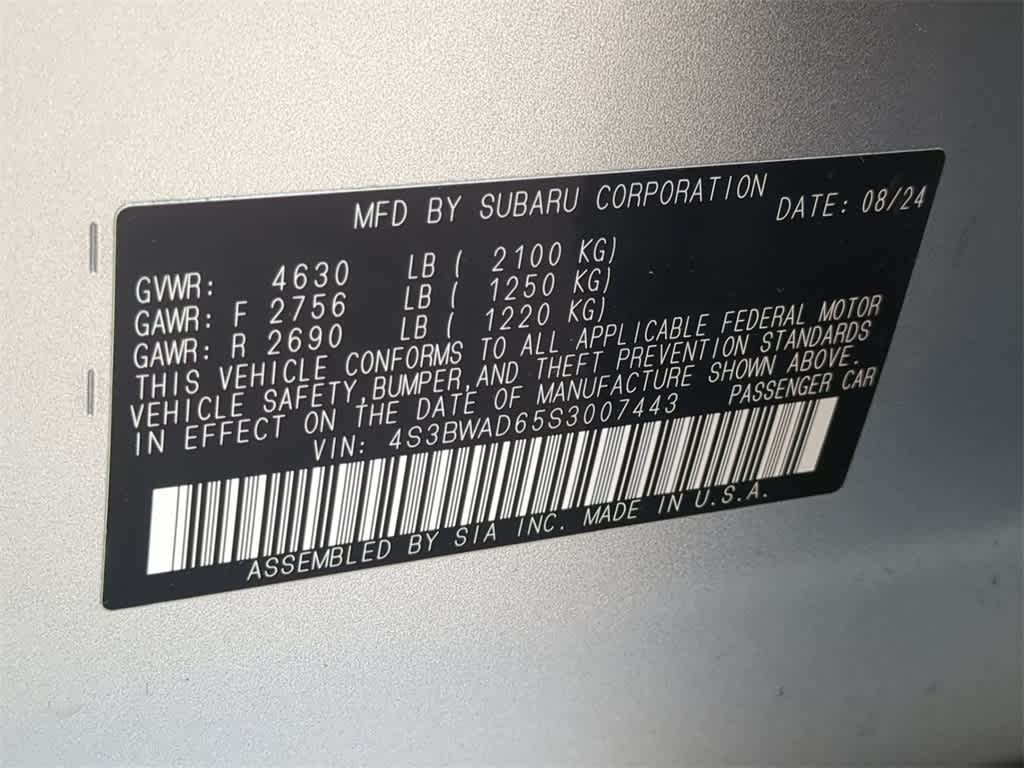 MFD BY SUBARU CORPORATION DATE: 08/24
GVWR: 4630 LB ( 2100 KG)
GAWR: F 2756 LB ( 1250 KG)
GAWR: R 2690 LB ( 1220 KG)
THIS VEHICLE CONFORMS TO ALL APPLICABLE FEDERAL MOTOR
VEHICLE SAFETY,BUMPER,AND THEFT PREVENTION STANDARDS
IN EFFECT ON THE DATE OF MANUFACTURE SHOWN ABOVE.
VIN: 4S3BWAD65S3007443 PASSENGER CAR
ASSEMBLED BY SIA INC. MADE IN U.S.A.